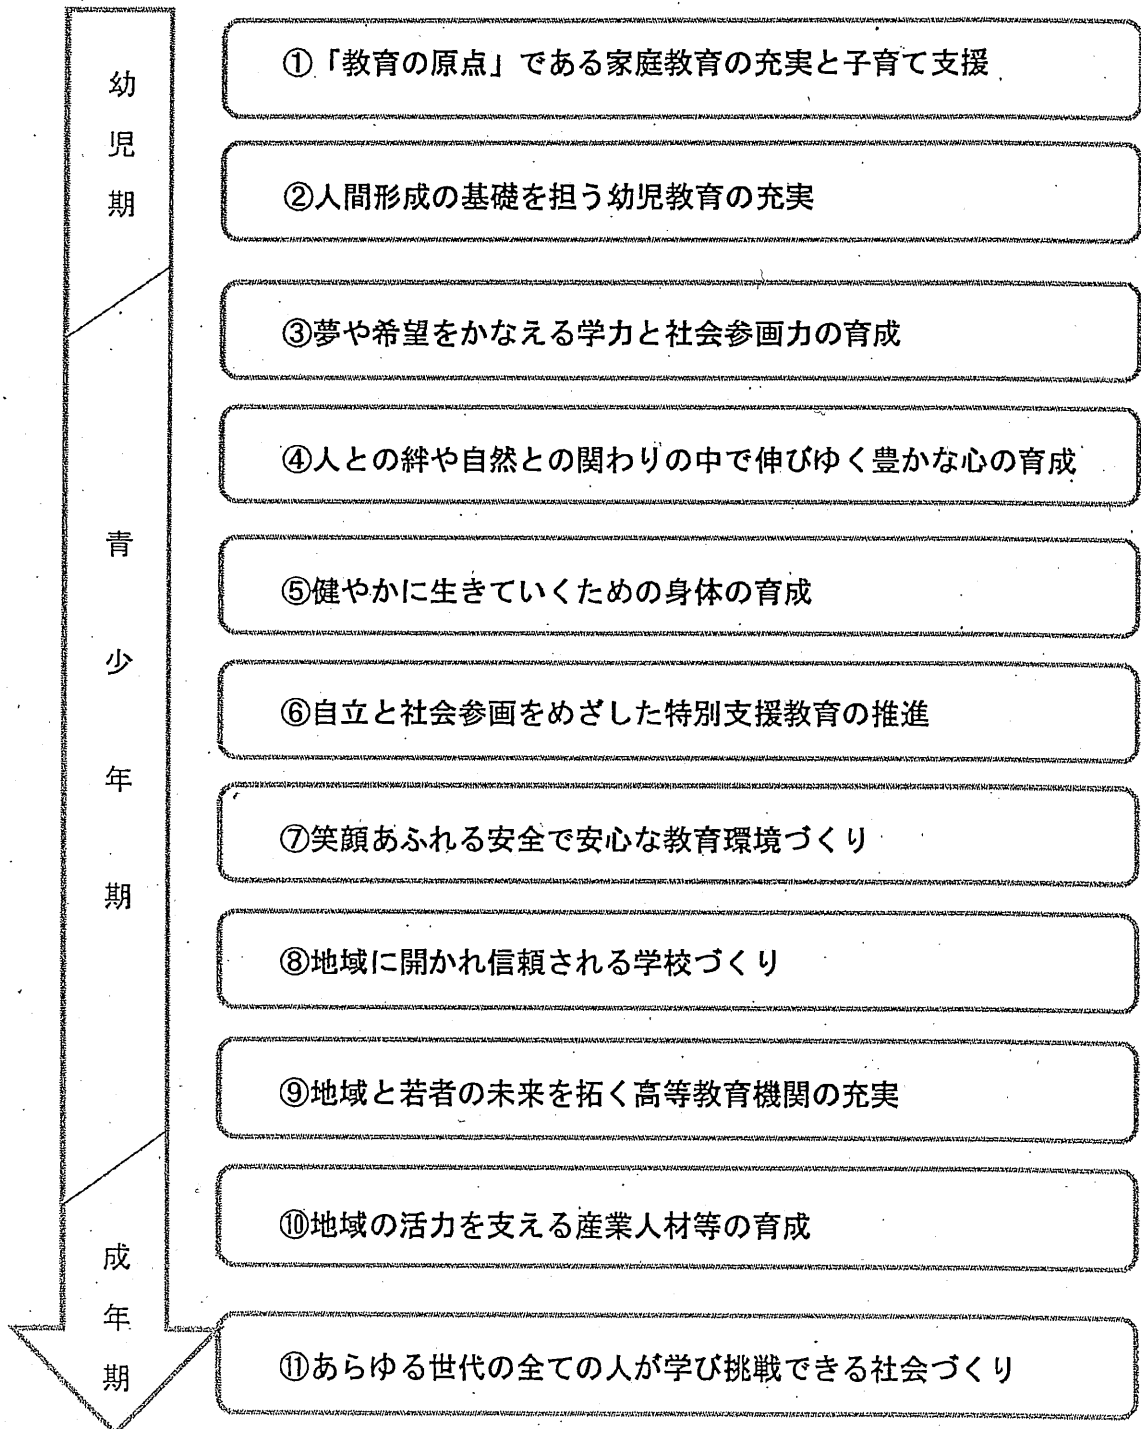 幼児期
①「教育の原点」である家庭教育の充実と子育て支援
②人間形成の基礎を担う幼児教育の充実
青少年期
③夢や希望をかなえる学力と社会参画力の育成
④人との絆や自然との関わりの中で伸びゆく豊かな心の育成
⑤健やかに生きていくための身体の育成
⑥自立と社会参画をめざした特別支援教育の推進
⑦笑顔あふれる安全で安心な教育環境づくり
⑧地域に開かれ信頼される学校づくり
⑨地域と若者の未来を拓く高等教育機関の充実
成年期
⑩地域の活力を支える産業人材等の育成
⑪あらゆる世代の全ての人が学び挑戦できる社会づくり